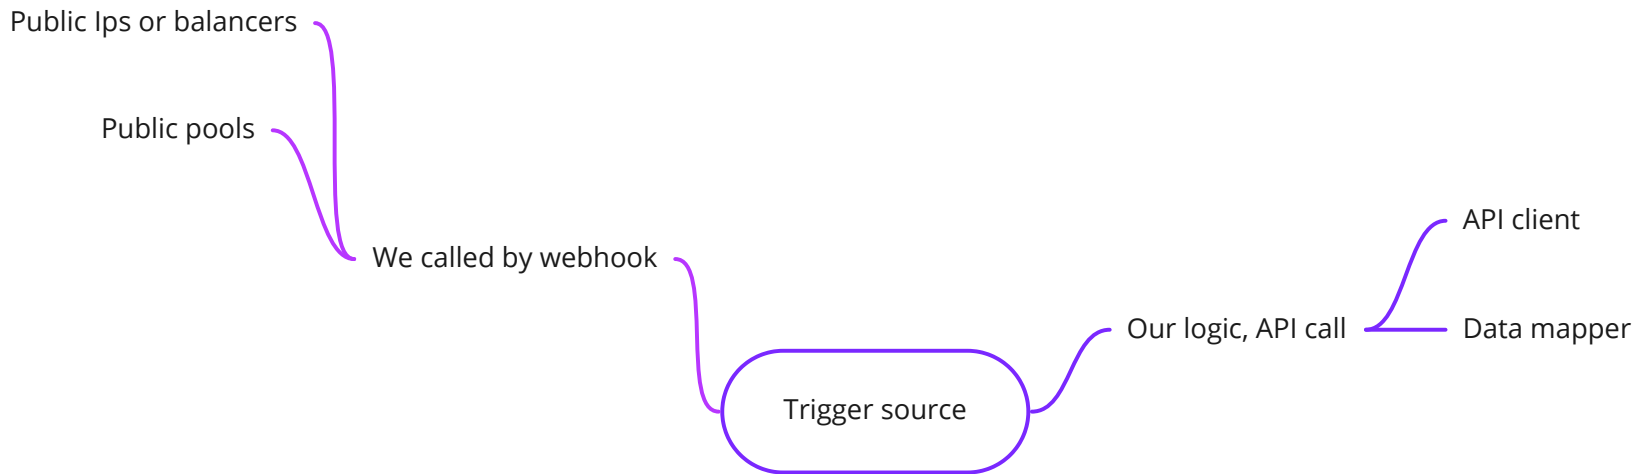 Public Ips or balancers
Public pools
We called by webhook
Trigger source
Our logic, API call
API client
Data mapper